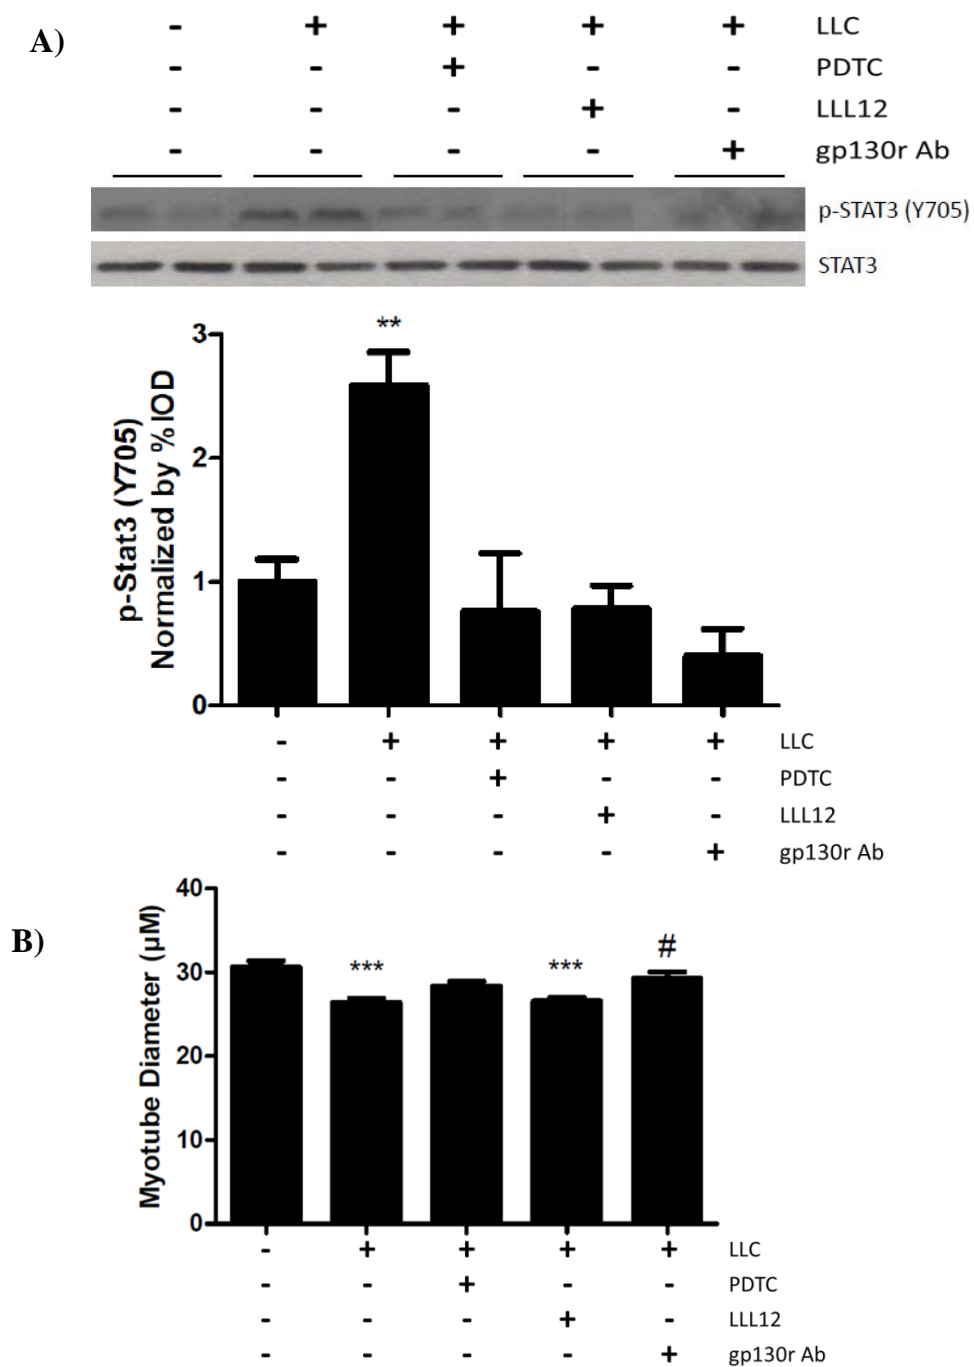 A)
- + + + + LLC
- - + - - PDTC
- - - + - LLL12
- - - - + gp130r Ab
p-STAT3 (Y705)
STAT3
p-Stat3 (Y705)
Normalized by % IOD
3
2
1
0
**
- + + + + LLC
- - + - - PDTC
- - - + - LLL12
- - - - + gp130r Ab
B)
Myotube Diameter (µM)
40
30
20
10
0
*** *** #
- + + + + LLC
- - + - - PDTC
- - - + - LLL12
- - - - + gp130r Ab